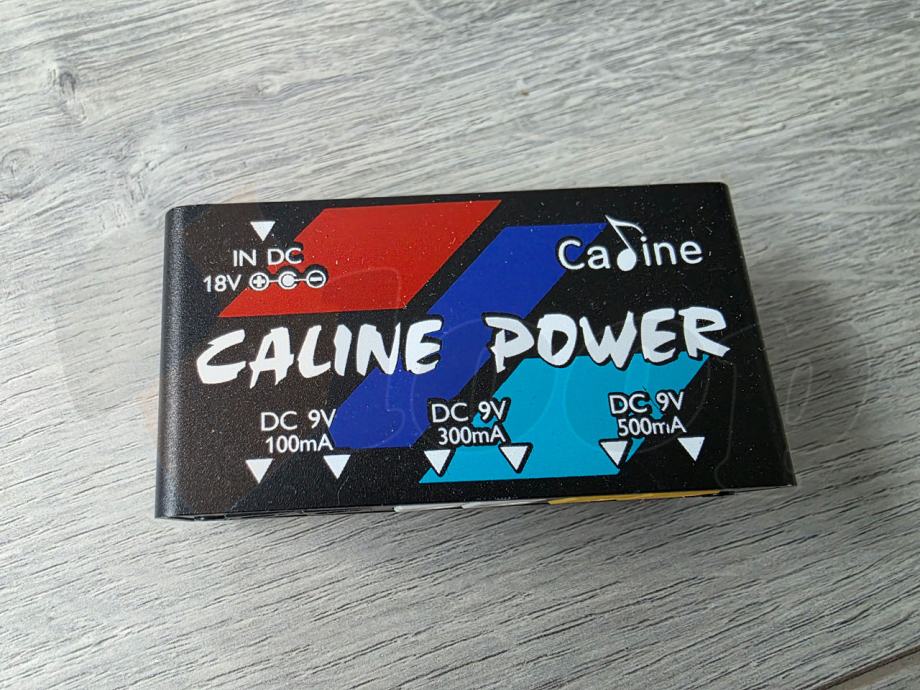 IN DC
18V
Caline
CALINE POWER
DC 9V
100mA
DC 9V
300mA
DC 9V
500mA